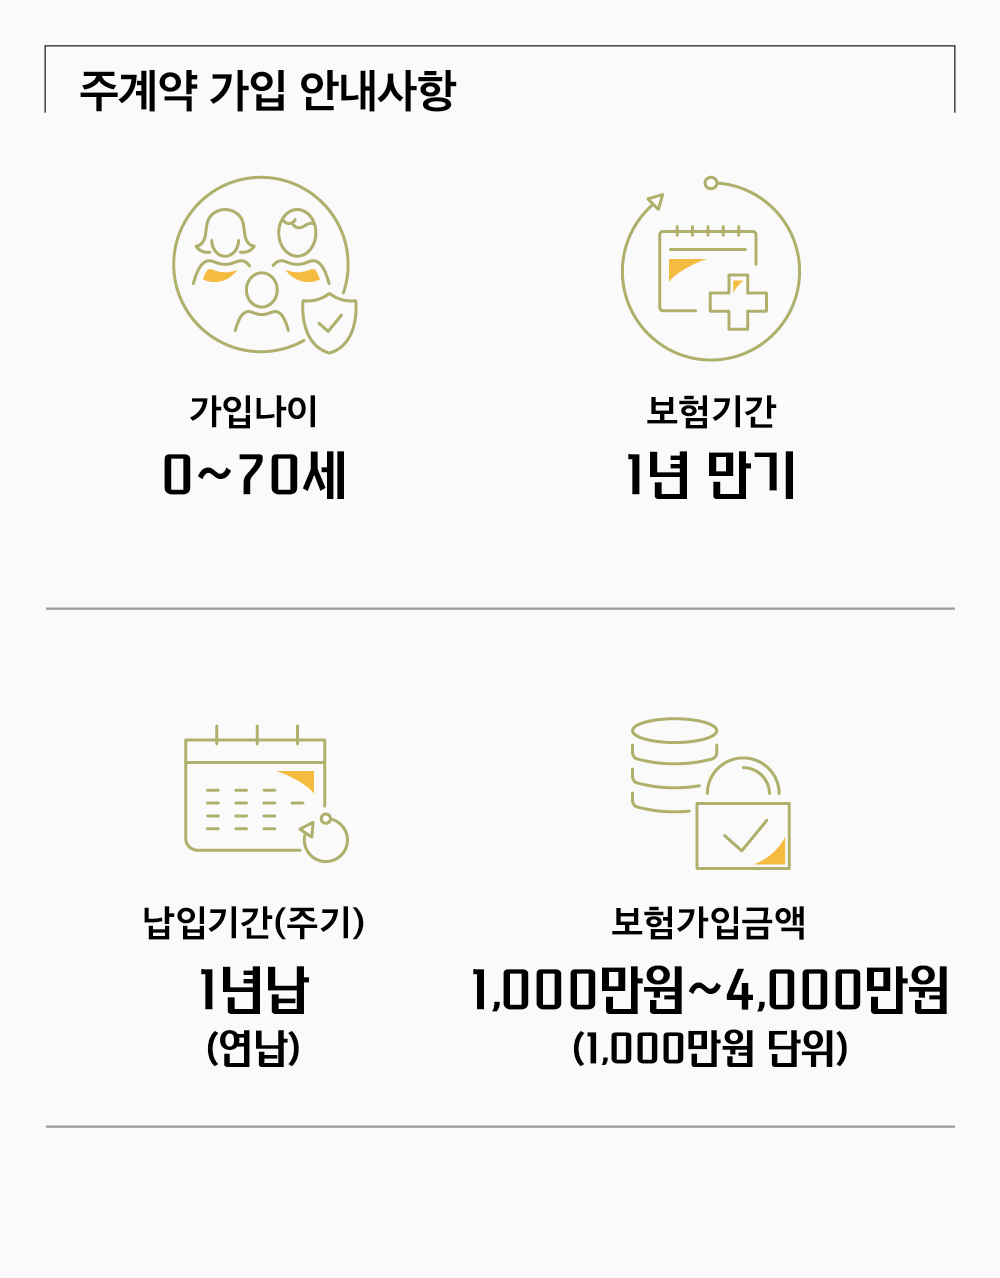 주계약 가입 안내사항
가입나이
0~70세
보험기간
1년 만기
납입기간(주기)
1년납
(연납)
보험가입금액
1,000만원~4,000만원
(1,000만원 단위)